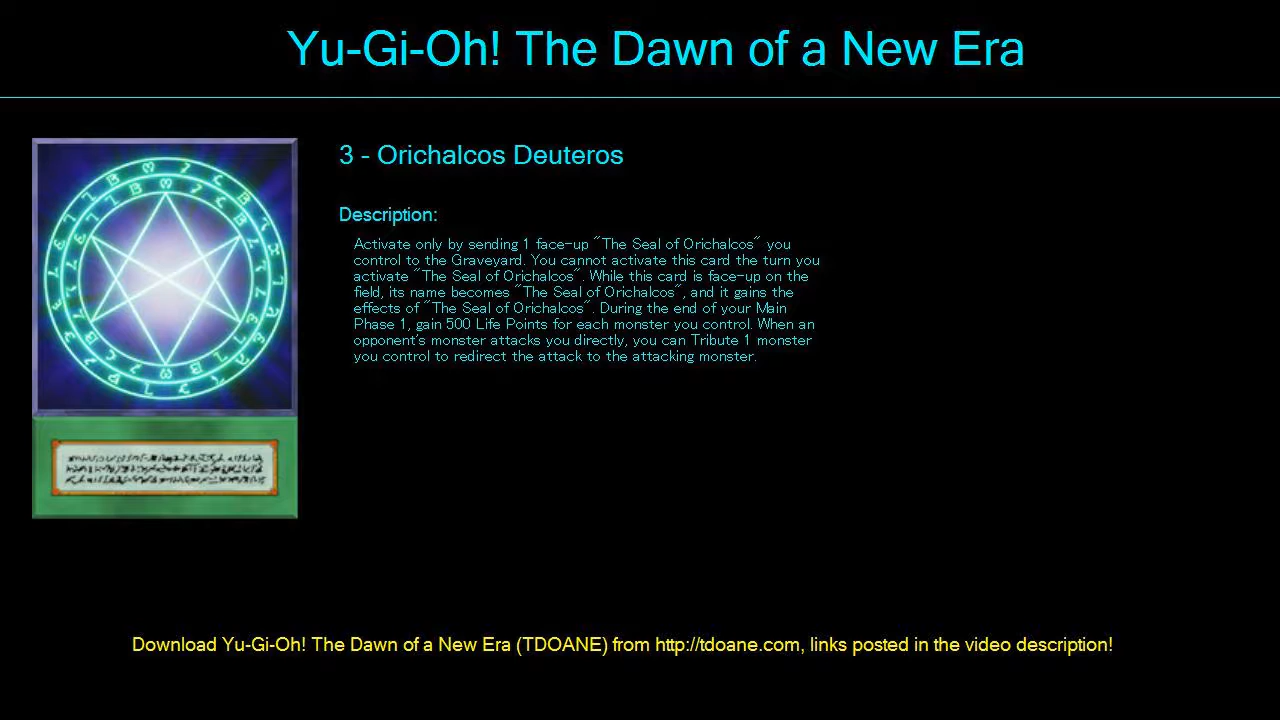 Yu-Gi-Oh! The Dawn of a New Era
3 - Orichalcos Deuteros
Description:
Activate only by sending 1 face-up "The Seal of Orichalcos" you
control to the Graveyard. You cannot activate this card the turn you
activate "The Seal of Orichalcos". While this card is face-up on the
field, its name becomes "The Seal of Orichalcos", and it gains the
effects of "The Seal of Orichalcos". During the end of your Main
Phase 1, gain 500 Life Points for each monster you control. When an
opponent's monster attacks you directly, you can Tribute 1 monster
you control to redirect the attack to the attacking monster.
Download Yu-Gi-Oh! The Dawn of a New Era (TDOANE) from http://tdoane.com, links posted in the video description!